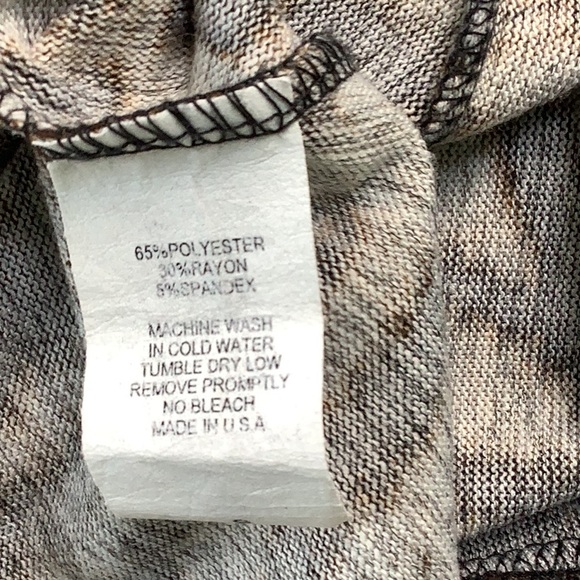 65%POLYESTER
30%RAYON
5%SPANDEX
MACHINE WASH
IN COLD WATER
TUMBLE DRY LOW
REMOVE PROMPTLY
NO BLEACH
MADE IN U.S.A